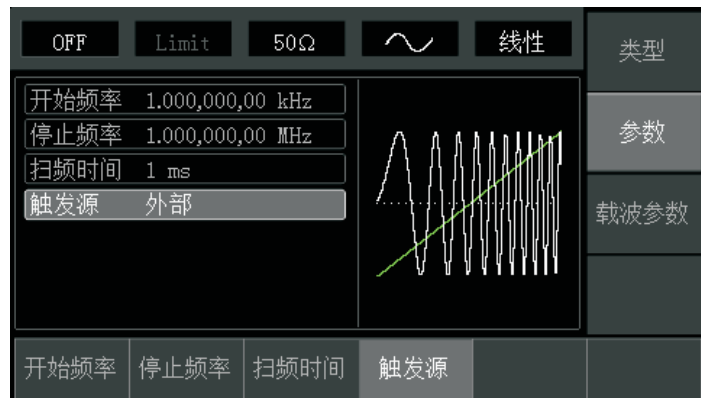 OFF Limit 50Ω 线性 类型
开始频率 1.000,000,00 kHz
停止频率 1.000,000,00 MHz
扫频时间 1 ms
触发源 外部
参数
载波参数
开始频率 停止频率 扫频时间 触发源